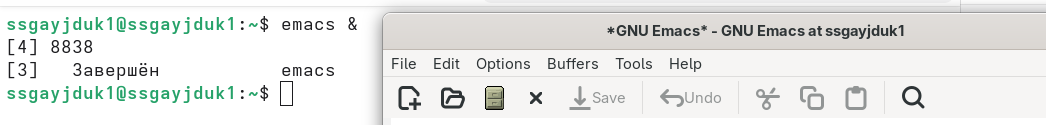 ssgayjduk1@ssgayjduk1:~$ emacs &
[4] 8838
[3]   Завершён              emacs
ssgayjduk1@ssgayjduk1:~$
*GNU Emacs* - GNU Emacs at ssgayjduk1
File Edit Options Buffers Tools Help
Save Undo